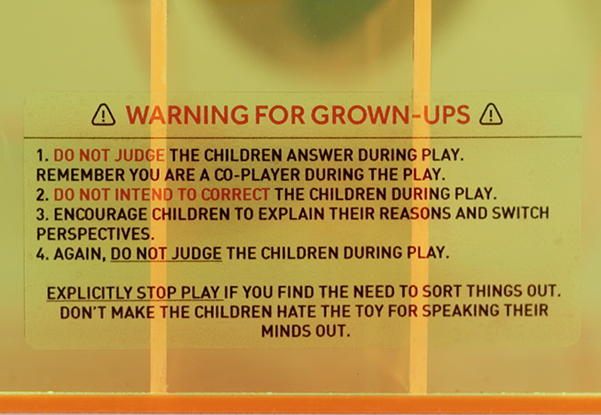 WARNING FOR GROWN-UPS
1. DO NOT JUDGE THE CHILDREN ANSWER DURING PLAY.
REMEMBER YOU ARE A CO-PLAYER DURING THE PLAY.
2. DO NOT INTEND TO CORRECT THE CHILDREN DURING PLAY.
3. ENCOURAGE CHILDREN TO EXPLAIN THEIR REASONS AND SWITCH
PERSPECTIVES.
4. AGAIN, DO NOT JUDGE THE CHILDREN DURING PLAY.
EXPLICITLY STOP PLAY IF YOU FIND THE NEED TO SORT THINGS OUT.
DON'T MAKE THE CHILDREN HATE THE TOY FOR SPEAKING THEIR
MINDS OUT.